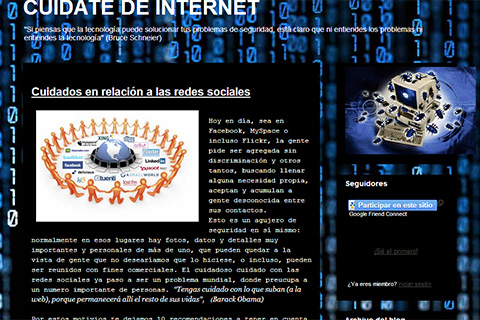 CUIDATE DE INTERNET
"Si piensas que la tecnología puede solucionar tus problemas de seguridad, está claro que ni entiendes los problemas ni
entiendes la tecnología" (Bruce Schneier)
Cuidados en relación a las redes sociales
XING
twitter
facebook
del.icio.us
tuenti
LinkedIn
YAHOO!
flickr
Hoy en día, sea en
Facebook, MySpace o
incluso Flickr, la gente
pide ser agregada sin
discriminación y otros
tantos, buscando llenar
alguna necesidad propia,
aceptan y acumulan a
gente desconocida entre
sus contactos.
Esto es un agujero de
seguridad en sí mismo:
normalmente en esos lugares hay fotos, datos y detalles muy
importantes y personales de más de uno, que pueden quedar a la
vista de gente que no desearíamos que lo hiciese, o incluso, pueden
ser reunidos con fines comerciales. El cuidadoso cuidado con las
redes sociales ya paso a ser un problema mundial, donde preocupa a
un numero importante de personas. "Tengas cuidado con lo que suban (a la
web), porque permanecerá allí el resto de sus vidas", (Barack Obama)
Por estos motivios te dejamos 10 recomendaciones a tener en cuenta
Seguidores
Participar en este sitio
Google Friend Connect
¡Sé el primero!
¿Ya eres miembro? Iniciar sesión
Archivo del blog